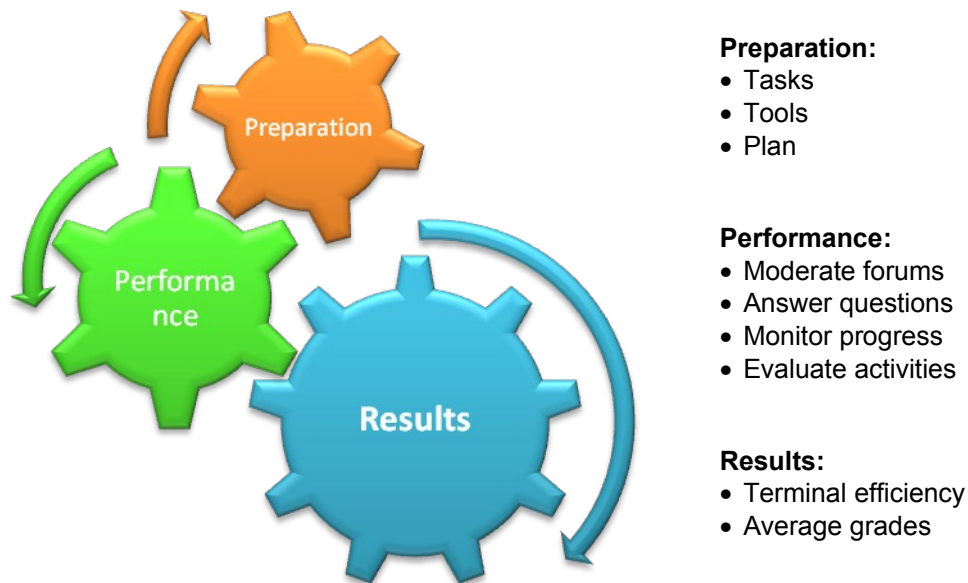 Preparation
Performa
nce
Results
Preparation:
• Tasks
• Tools
• Plan
Performance:
• Moderate forums
• Answer questions
• Monitor progress
• Evaluate activities
Results:
• Terminal efficiency
• Average grades